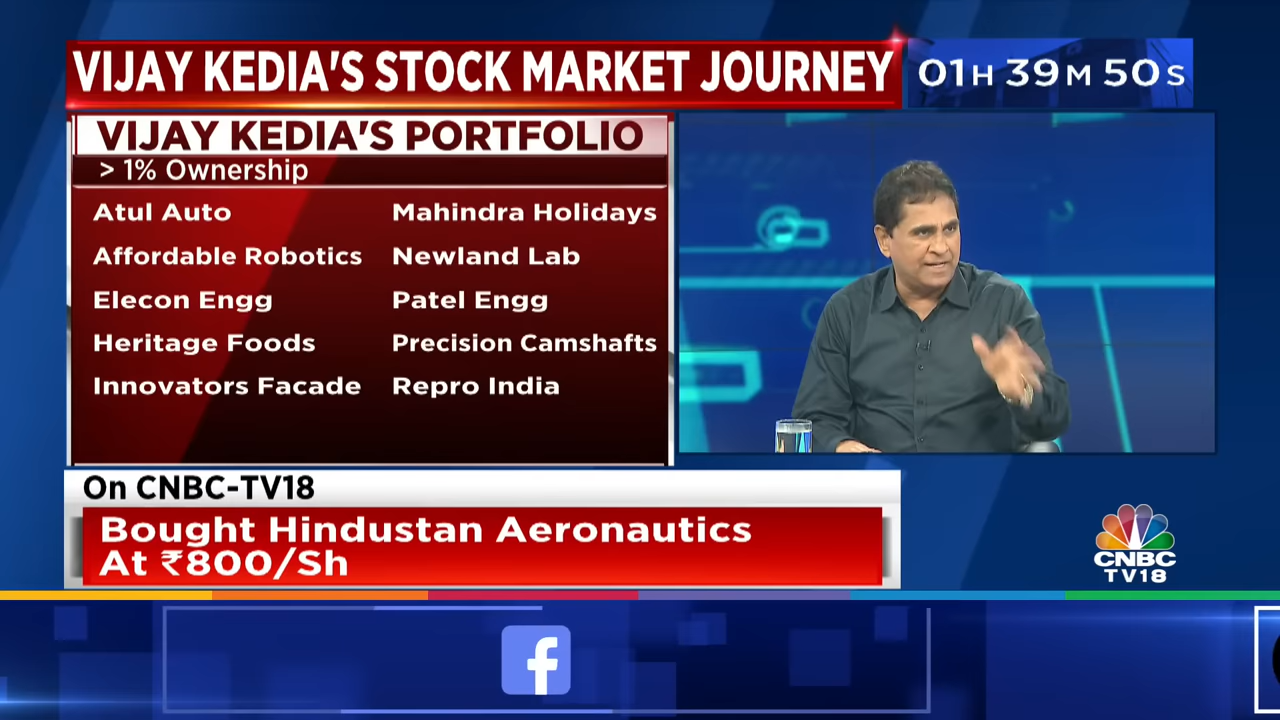 VIJAY KEDIA'S STOCK MARKET JOURNEY
01H 39M 50S
VIJAY KEDIA'S PORTFOLIO
> 1% Ownership
Atul Auto
Mahindra Holidays
Affordable Robotics
Newland Lab
Elecon Engg
Patel Engg
Heritage Foods
Precision Camshafts
Innovators Facade
Repro India
On CNBC-TV18
Bought Hindustan Aeronautics
At ₹800/Sh
CNBC
TV18